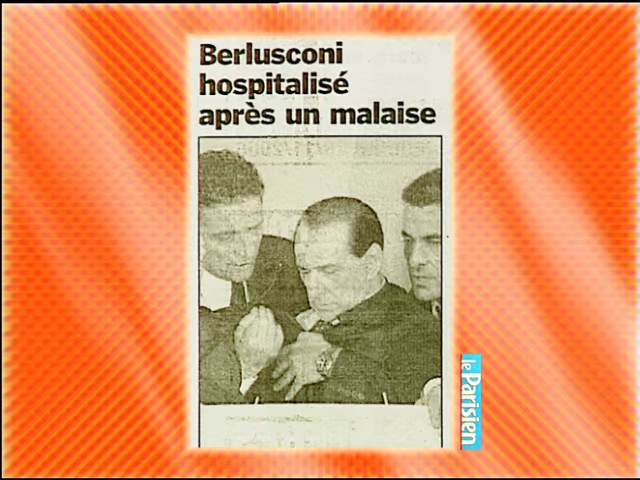 Berlusconi
hospitalisé
après un malaise
le Parisien